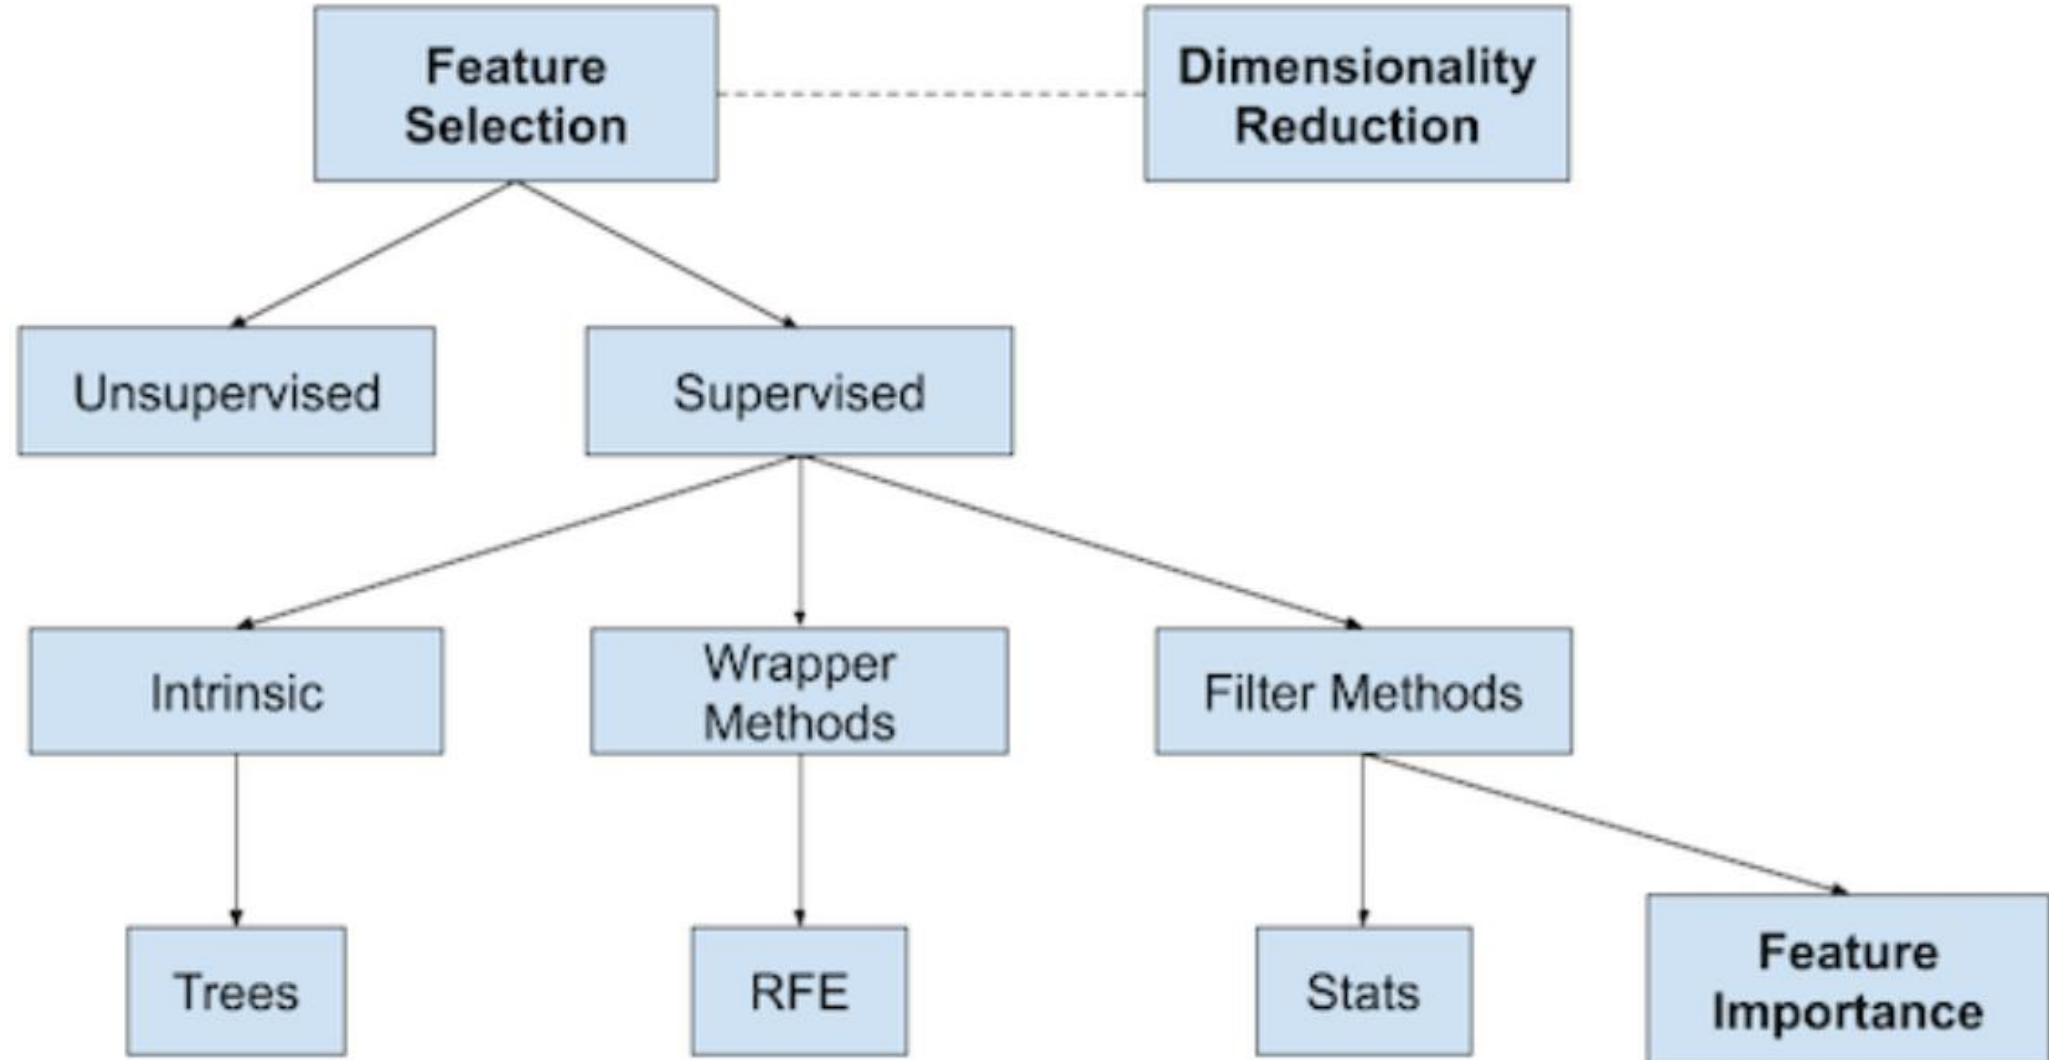 Feature
Selection
Dimensionality
Reduction
Unsupervised
Supervised
Intrinsic
Wrapper
Methods
Filter Methods
Trees
RFE
Stats
Feature
Importance